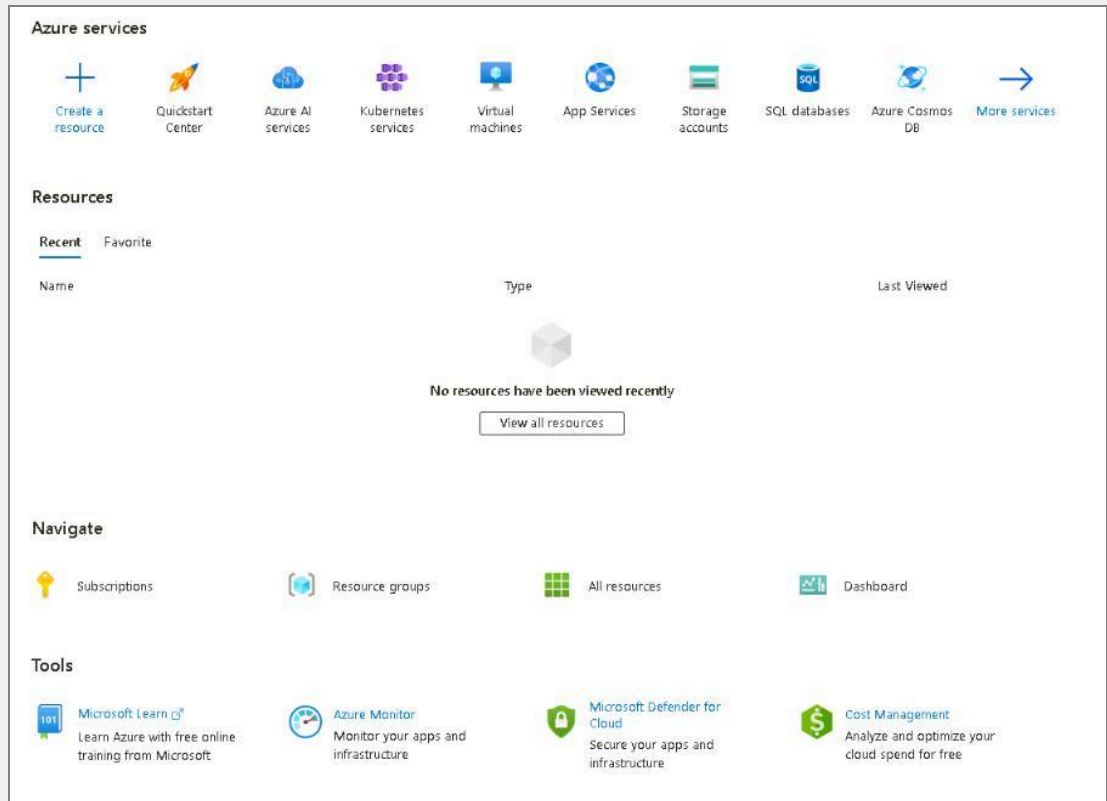 Azure services
Create a
resource
Quickstart
Center
Azure AI
services
Kubernetes
services
Virtual
machines
App Services
Storage
accounts
SQL
SQL databases
Azure Cosmos
DB
More services
Resources
Recent Favorite
Name Type Last Viewed
No resources have been viewed recently
View all resources
Navigate
Subscriptions Resource groups All resources Dashboard
Tools
101
Microsoft Learn
Learn Azure with free online
training from Microsoft
Azure Monitor
Monitor your apps and
infrastructure
Microsoft Defender for
Cloud
Secure your apps and
infrastructure
$
Cost Management
Analyze and optimize your
cloud spend for free